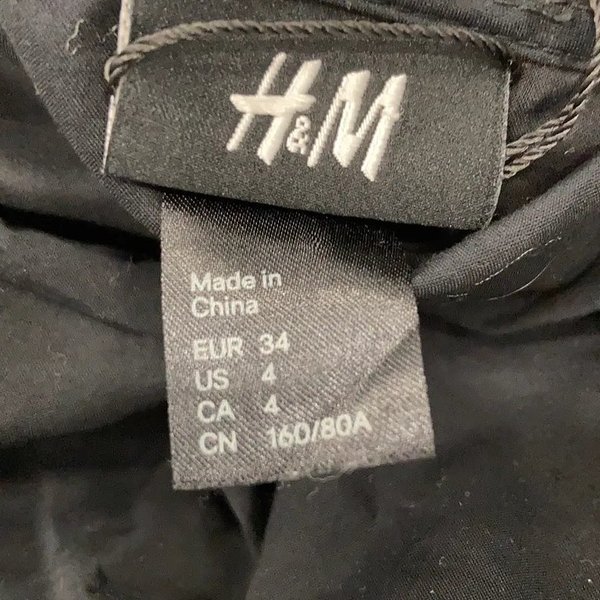 H&M
Made in
China
EUR 34
US 4
CA 4
CN 160/80A